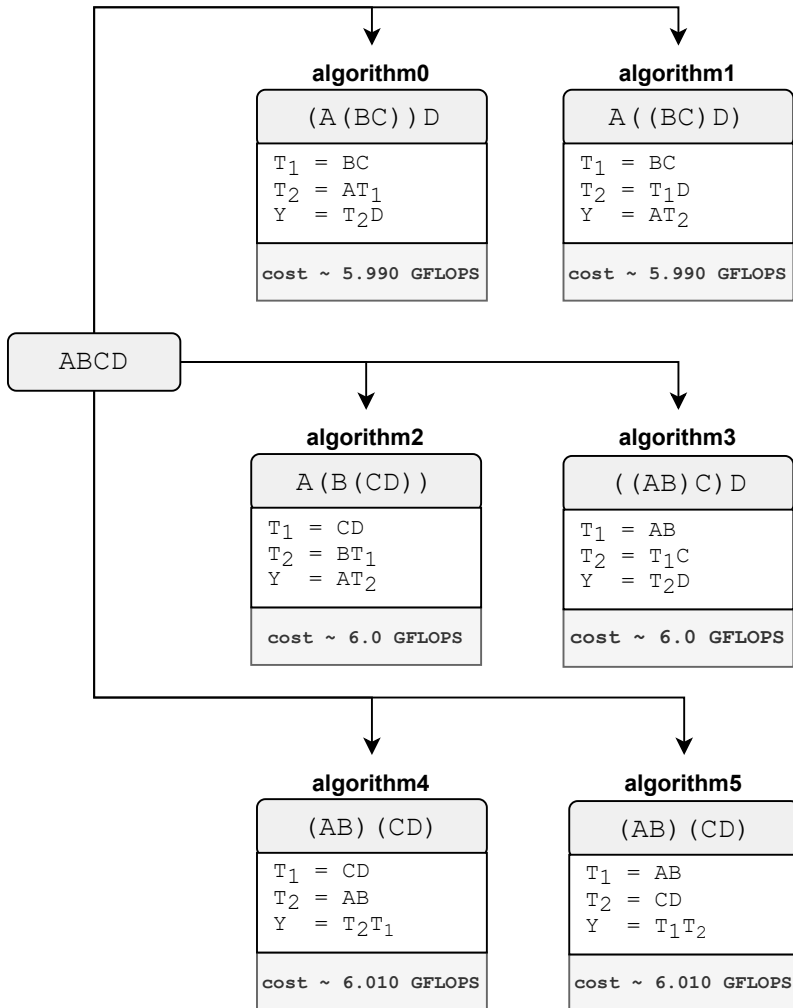 algorithm0
(A(BC))D
T1 = BC
T2 = AT1
Y = T2D
cost ~ 5.990 GFLOPS
algorithm1
A((BC)D)
T1 = BC
T2 = T1D
Y = AT2
cost ~ 5.990 GFLOPS
ABCD
algorithm2
A(B(CD))
T1 = CD
T2 = BT1
Y = AT2
cost ~ 6.0 GFLOPS
algorithm3
((AB)C)D
T1 = AB
T2 = T1C
Y = T2D
cost ~ 6.0 GFLOPS
algorithm4
(AB)(CD)
T1 = CD
T2 = AB
Y = T2T1
cost ~ 6.010 GFLOPS
algorithm5
(AB)(CD)
T1 = AB
T2 = CD
Y = T1T2
cost ~ 6.010 GFLOPS